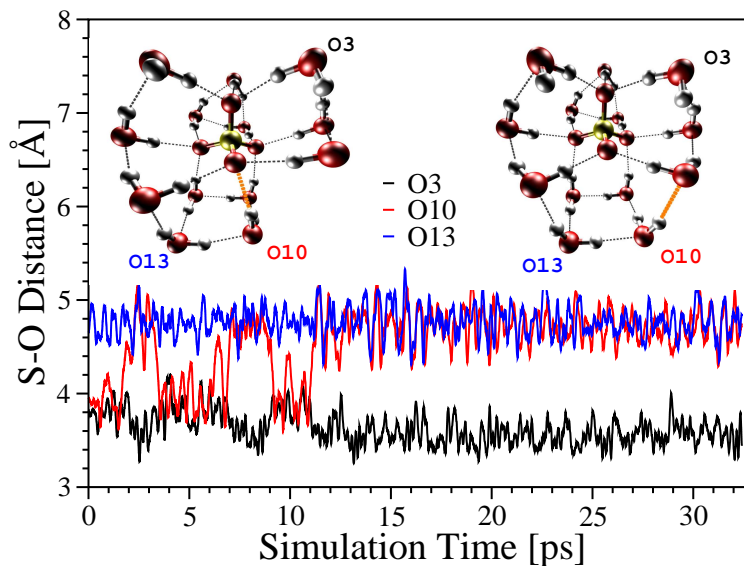 8
7
6
5
4
3
S-O Distance [Å]
O3
O3
O3
O10
O13
O13
O10
O13
O10
0
5
10
15
20
25
30
Simulation Time [ps]